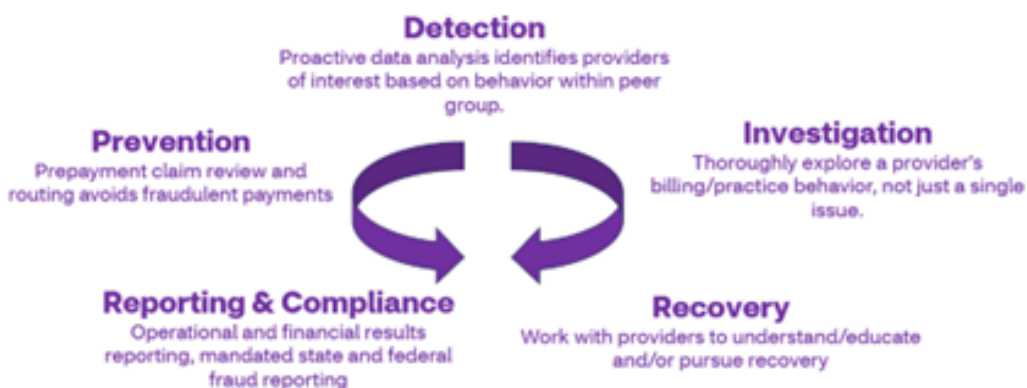 Detection
Proactive data analysis identifies providers
of interest based on behavior within peer
group.
Prevention
Prepayment claim review and
routing avoids fraudulent payments
Investigation
Thoroughly explore a provider's
billing/practice behavior, not just a single
issue.
Reporting & Compliance
Operational and financial results
reporting, mandated state and federal
fraud reporting
Recovery
Work with providers to understand/educate
and/or pursue recovery